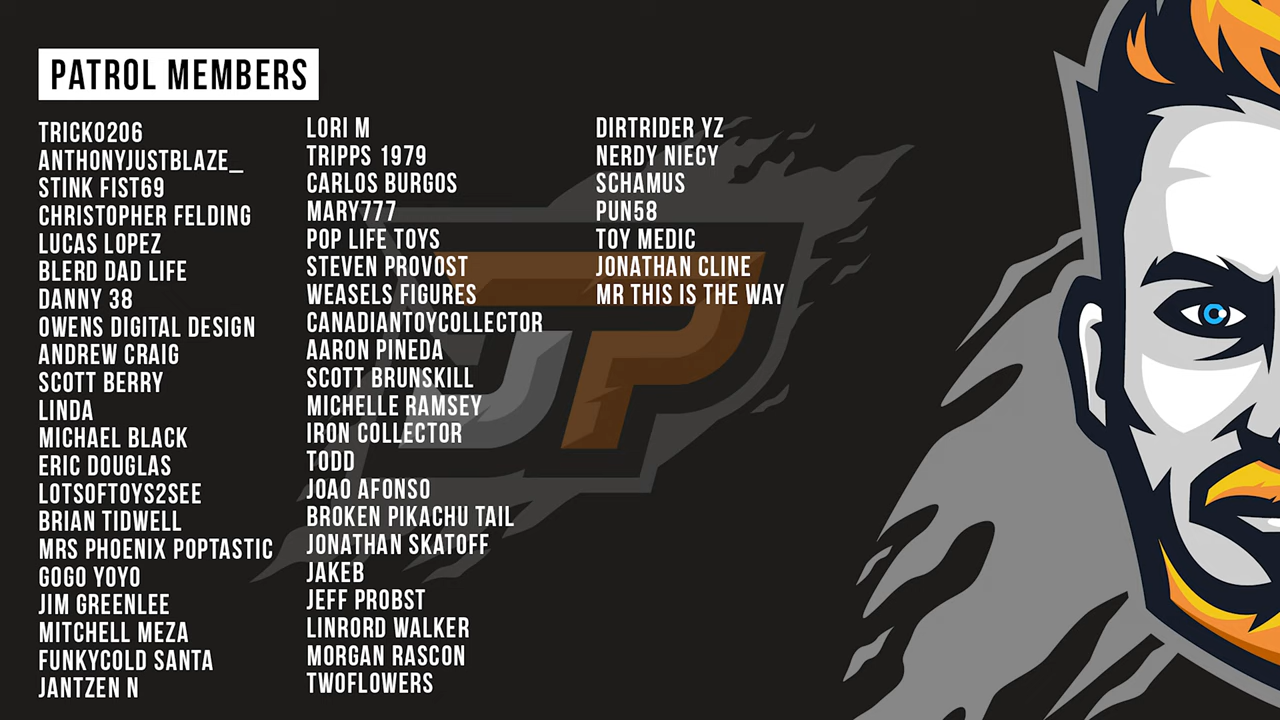 PATROL MEMBERS
TRICKO206
ANTHONYJUSTBLAZE_
STINK FIST69
CHRISTOPHER FELDING
LUCAS LOPEZ
BLERD DAD LIFE
DANNY 38
OWENS DIGITAL DESIGN
ANDREW CRAIG
SCOTT BERRY
LINDA
MICHAEL BLACK
ERIC DOUGLAS
LOTSOFTOYS2SEE
BRIAN TIDWELL
MRS PHOENIX POPTASTIC
GOGO YOYO
JIM GREENLEE
MITCHELL MEZA
FUNKYCOLD SANTA
JANTZEN N
LORI M
TRIPPS 1979
CARLOS BURGOS
MARY777
POP LIFE TOYS
STEVEN PROVOST
WEASELS FIGURES
CANADIANTOYCOLLECTOR
AARON PINEDA
SCOTT BRUNSKILL
MICHELLE RAMSEY
IRON COLLECTOR
TODD
JOAO AFONSO
BROKEN PIKACHU TAIL
JONATHAN SKATOFF
JAKEB
JEFF PROBST
LINRORD WALKER
MORGAN RASCON
TWOFLOWERS
DIRTRIDER YZ
NERDY NIECY
SCHAMUS
PUN58
TOY MEDIC
JONATHAN CLINE
MR THIS IS THE WAY
JP